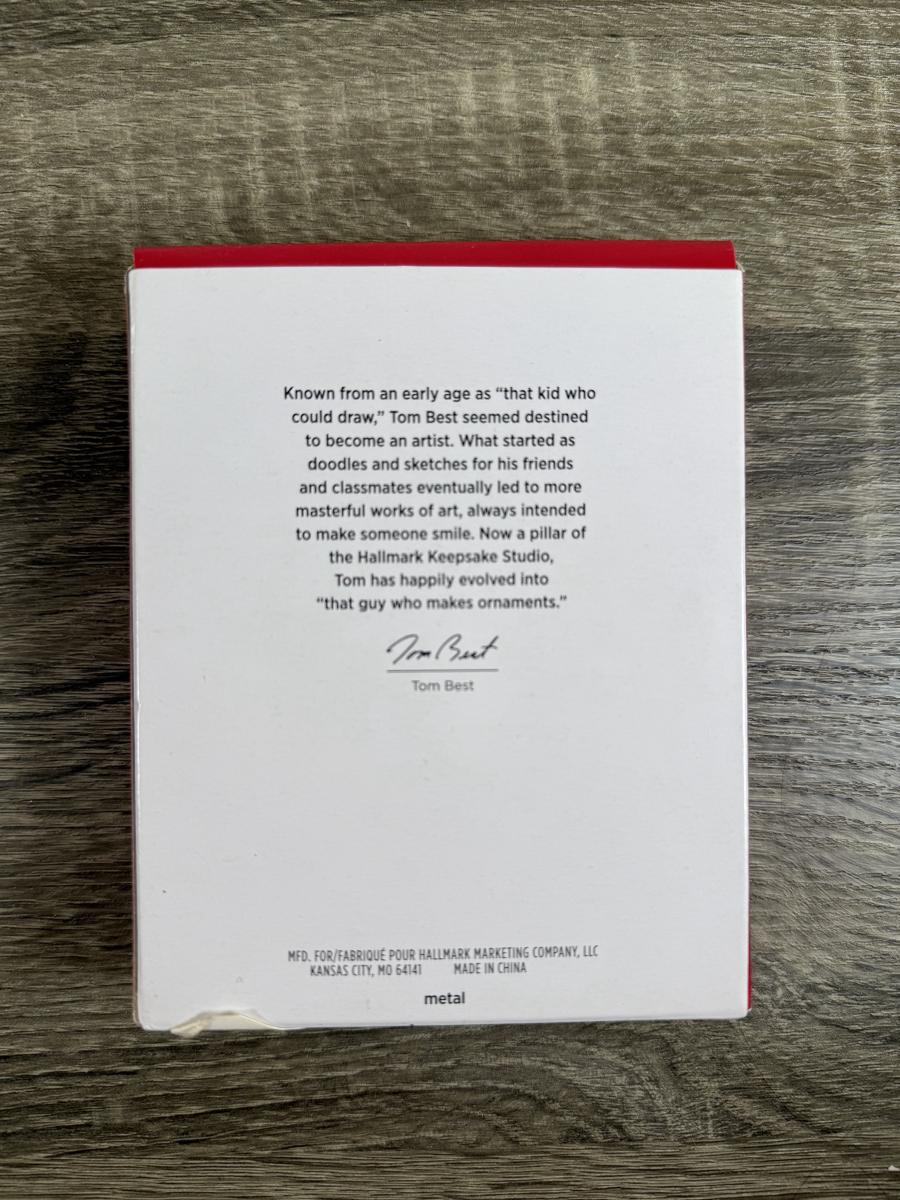 Known from an early age as “that kid who
could draw,” Tom Best seemed destined
to become an artist. What started as
doodles and sketches for his friends
and classmates eventually led to more
masterful works of art, always intended
to make someone smile. Now a pillar of
the Hallmark Keepsake Studio,
Tom has happily evolved into
“that guy who makes ornaments.”
Tom Best
Tom Best
MFD. FOR/FABRIQUÉ POUR HALLMARK MARKETING COMPANY, LLC
KANSAS CITY, MO 64141 MADE IN CHINA
metal